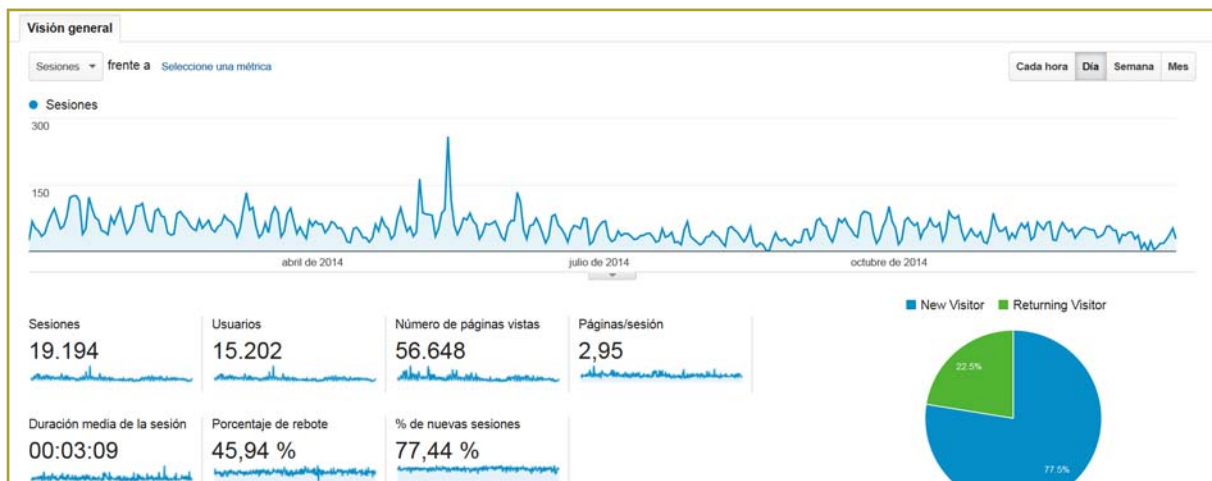 Visión general
Sesiones frente a Seleccione una métrica
Cada hora Día Semana Mes
Sesiones
300
150
abril de 2014 julio de 2014 octubre de 2014
New Visitor Returning Visitor
Sesiones Usuarios Número de páginas vistas Páginas/sesión
19.194 15.202 56.648 2,95
22.5%
Duración media de la sesión Porcentaje de rebote % de nuevas sesiones
00:03:09 45,94 % 77,44 %
77.5%